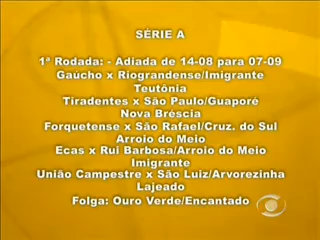 SÉRIE A
1ª Rodada: - Adiada de 14-08 para 07-09
Gaúcho x Riograndense/Imigrante
Teutônia
Tiradentes x São Paulo/Guaporé
Nova Bréscia
Forquetense x São Rafael/Cruz. do Sul
Arroio do Meio
Ecas x Rui Barbosa/Arroio do Meio
Imigrante
União Campestre x São Luiz/Arvorezinha
Lajeado
Folga: Ouro Verde/Encantado